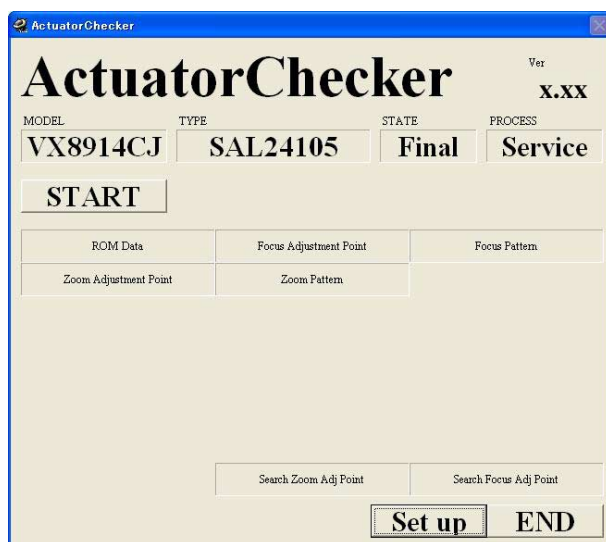 ActuatorChecker
ActuatorChecker
Ver
x.xx
MODEL TYPE STATE PROCESS
VX8914CJ SAL24105 Final Service
START
ROM Data Focus Adjustment Point Focus Pattern
Zoom Adjustment Point Zoom Pattern
Search Zoom Adj Point Search Focus Adj Point
Set up END